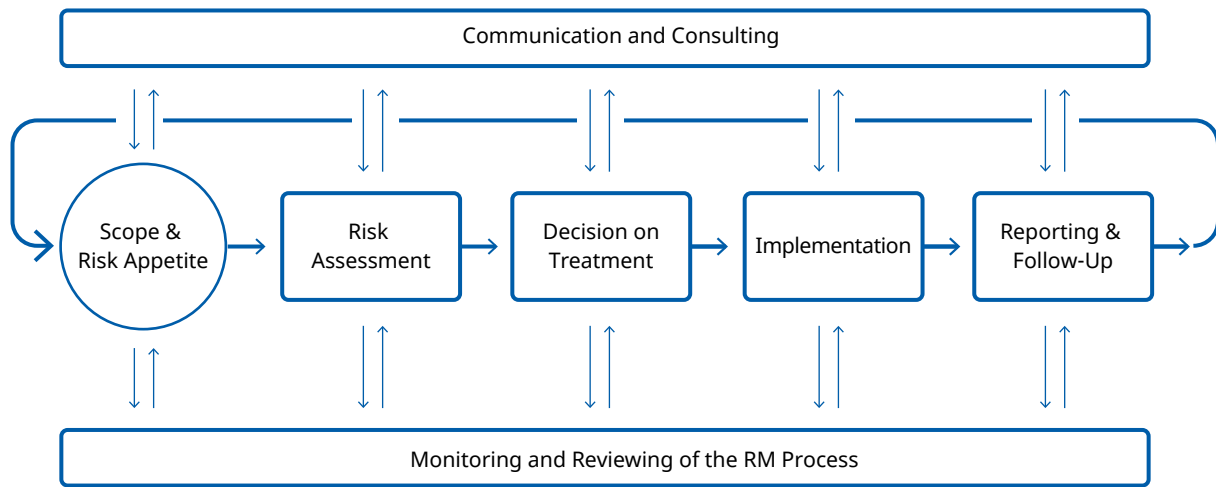 Communication and Consulting
Scope &
Risk Appetite
Risk
Assessment
Decision on
Treatment
Implementation
Reporting &
Follow-Up
Monitoring and Reviewing of the RM Process